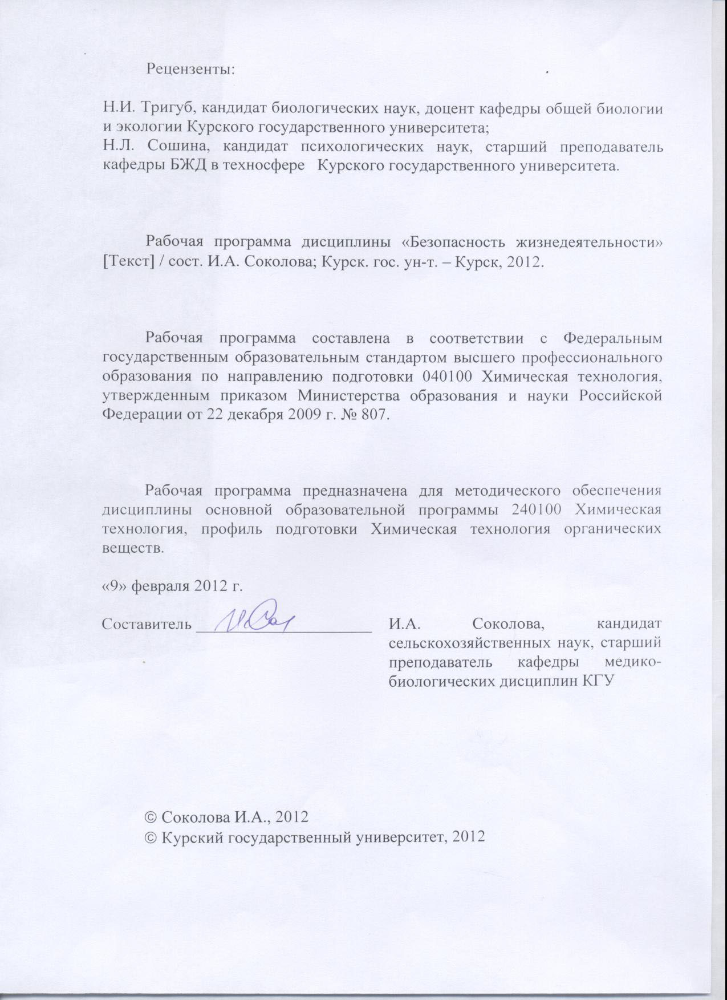 Рецензенты:
Н.И. Тригуб, кандидат биологических наук, доцент кафедры общей биологии
и экологии Курского государственного университета;
Н.Л. Сошина, кандидат психологических наук, старший преподаватель
кафедры БЖД в техносфере Курского государственного университета.
Рабочая программа дисциплины «Безопасность жизнедеятельности»
[Текст] / сост. И.А. Соколова; Курск. гос. ун-т. – Курск, 2012.
Рабочая программа составлена в соответствии с Федеральным
государственным образовательным стандартом высшего профессионального
образования по направлению подготовки 040100 Химическая технология,
утвержденным приказом Министерства образования и науки Российской
Федерации от 22 декабря 2009 г. № 807.
Рабочая программа предназначена для методического обеспечения
дисциплины основной образовательной программы 240100 Химическая
технология, профиль подготовки Химическая технология органических
веществ.
«9» февраля 2012 г.
Составитель
И.А. Соколова, кандидат
сельскохозяйственных наук, старший
преподаватель кафедры медико-
биологических дисциплин КГУ
© Соколова И.А., 2012
© Курский государственный университет, 2012